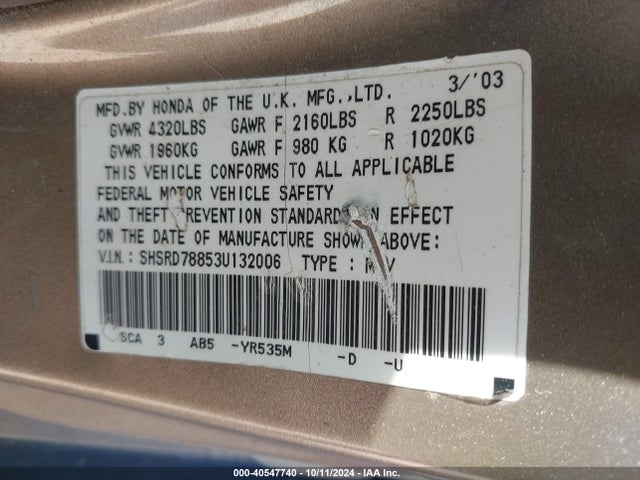 MFD.BY HONDA OF THE U.K. MFG.,LTD. 3/'03
GVWR 4320LBS GAWR F 2160LBS R 2250LBS
GVWR 1960KG GAWR F 980 KG R 1020KG
THIS VEHICLE CONFORMS TO ALL APPLICABLE
FEDERAL MOTOR VEHICLE SAFETY
AND THEFT PREVENTION STANDARDS IN EFFECT
ON THE DATE OF MANUFACTURE SHOWN ABOVE:
V.I.N.: SHSRD78853U132006 TYPE : MPV
SCA 3 AB5 -YR535M -D -U
000-40547740 - 10/11/2024 - IAA Inc.